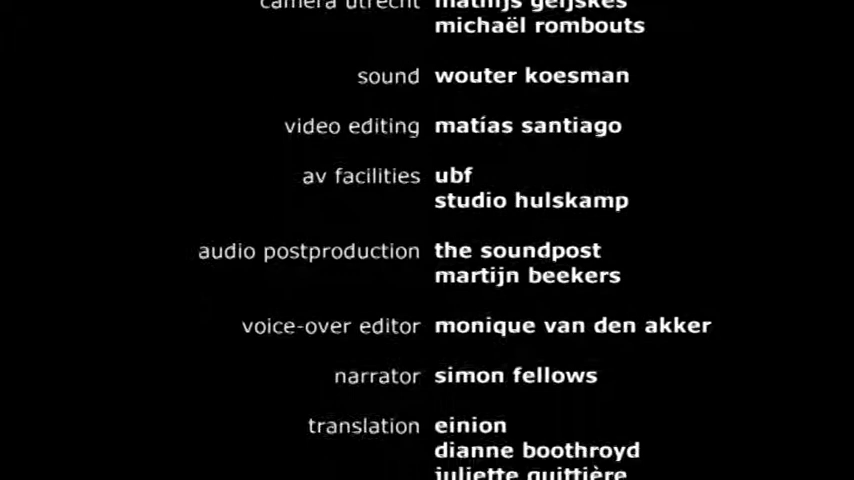 camera utrecht mathijs geijskes
michaël rombouts
sound wouter koesman
video editing matías santiago
av facilities ubf
studio hulskamp
audio postproduction the soundpost
martijn beekers
voice-over editor monique van den akker
narrator simon fellows
translation einion
dianne boothroyd
juliette guittière